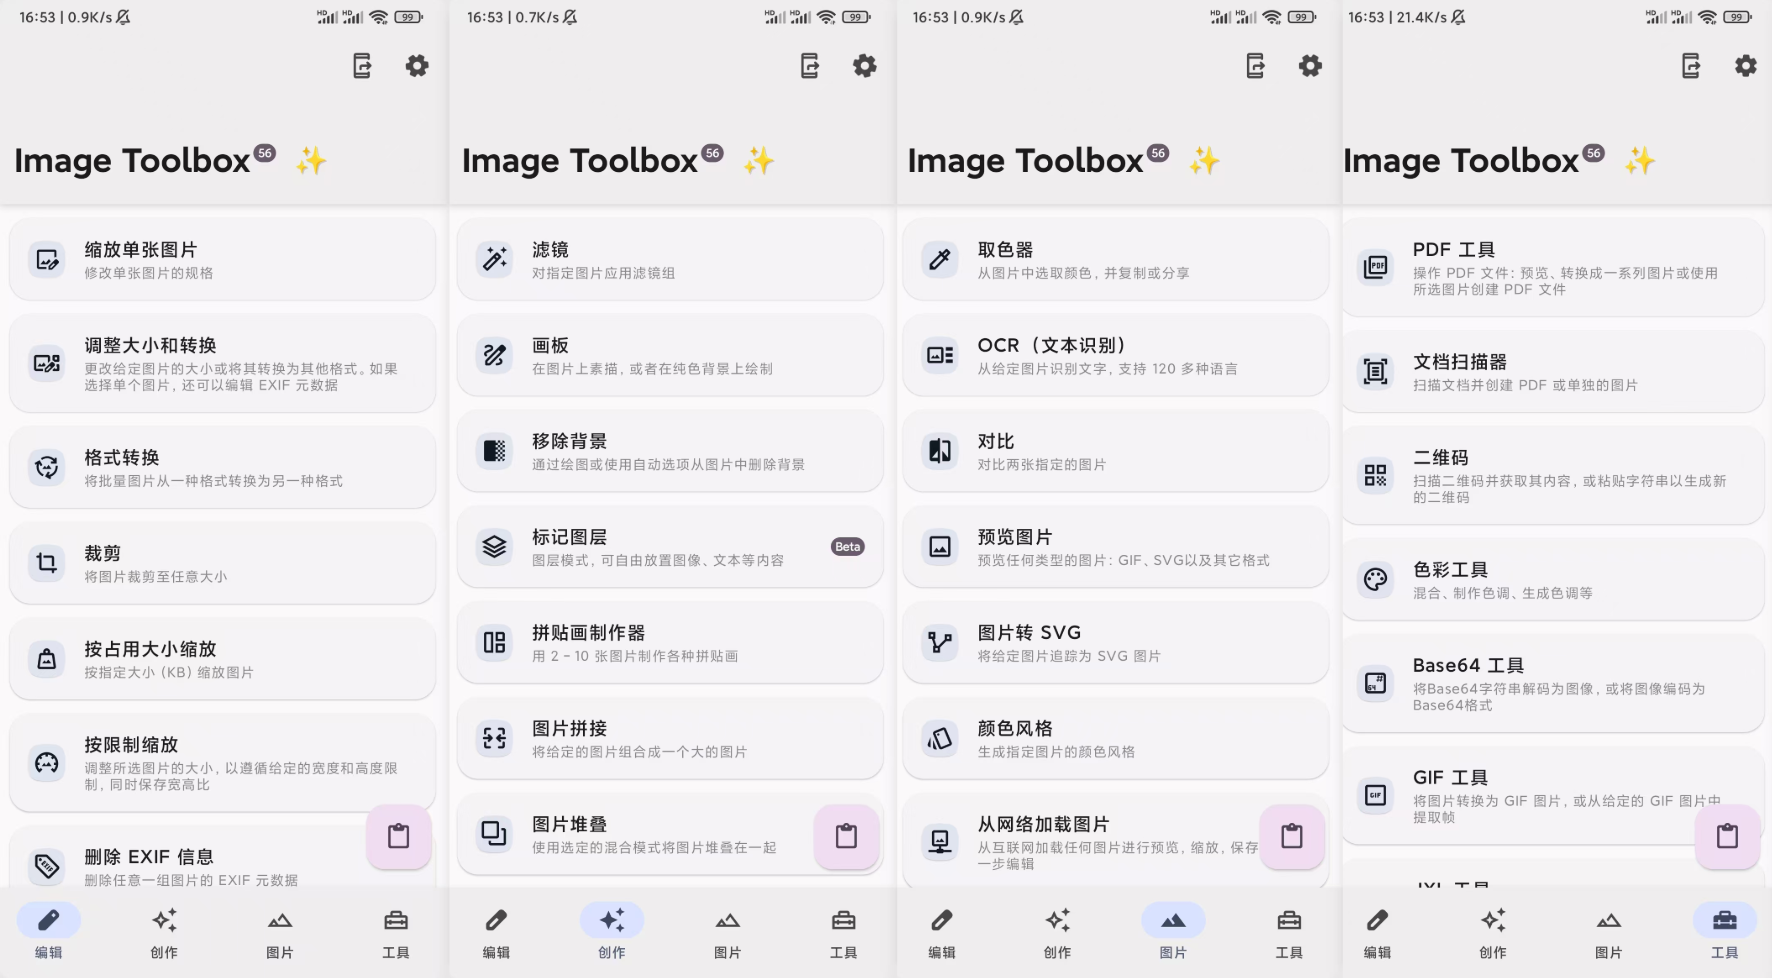 16:53 | 0.9K/s
HD HD 99
Image Toolbox 56
缩放单张图片
修改单张图片的规格
调整大小和转换
更改给定图片的大小或将其转换为其他格式。如果
选择单个图片, 还可以编辑 EXIF 元数据
格式转换
将批量图片从一种格式转换为另一种格式
裁剪
将图片裁剪至任意大小
按占用大小缩放
按指定大小 (KB) 缩放图片
按限制缩放
调整所选图片的大小, 以遵循给定的宽度和高度限
制, 同时保存宽高比
删除 EXIF 信息
删除任意一组图片的 EXIF 元数据
编辑 创作 图片 工具
16:53 | 0.7K/s
HD HD 99
Image Toolbox 56
滤镜
对指定图片应用滤镜组
画板
在图片上素描, 或者在纯色背景上绘制
移除背景
通过绘图或使用自动选项从图片中删除背景
标记图层
图层模式, 可自由放置图像、文本等内容
Beta
拼贴画制作器
用 2 – 10 张图片制作各种拼贴画
图片拼接
将给定的图片组合成一个大的图片
图片堆叠
使用选定的混合模式将图片堆叠在一起
编辑 创作 图片 工具
16:53 | 0.9K/s
HD HD 99
Image Toolbox 56
取色器
从图片中选取颜色, 并复制或分享
OCR（文本识别）
从给定图片识别文字, 支持 120 多种语言
对比
对比两张指定的图片
预览图片
预览任何类型的图片: GIF、SVG以及其它格式
图片转 SVG
将给定图片追踪为 SVG 图片
颜色风格
生成指定图片的颜色风格
从网络加载图片
从互联网加载任何图片进行预览, 缩放, 保存
一步编辑
编辑 创作 图片 工具
16:53 | 21.4K/s
HD HD 99
Image Toolbox 56
PDF
PDF 工具
操作 PDF 文件: 预览、转换成一系列图片或使用
所选图片创建 PDF 文件
文档扫描器
扫描文档并创建 PDF 或单独的图片
二维码
扫描二维码并获取其内容, 或粘贴字符串以生成新
的二维码
色彩工具
混合、制作色调、生成色调等
# 64
Base64 工具
将Base64字符串解码为图像, 或将图像编码为
Base64格式
GIF
GIF 工具
将图片转换为 GIF 图片, 或从给定的 GIF 图片中
提取帧
JXL 工具
编辑 创作 图片 工具